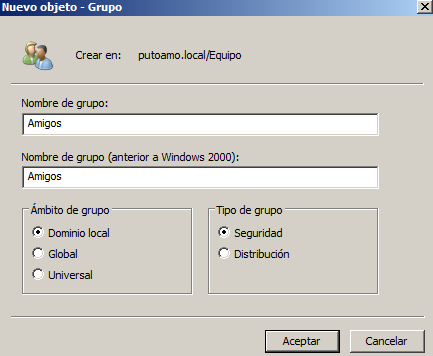 Nuevo objeto - Grupo
Crear en: putoamo.local/Equipo
Nombre de grupo:
Amigos
Nombre de grupo (anterior a Windows 2000):
Amigos
Ámbito de grupo
Dominio local
Global
Universal
Tipo de grupo
Seguridad
Distribución
Aceptar
Cancelar